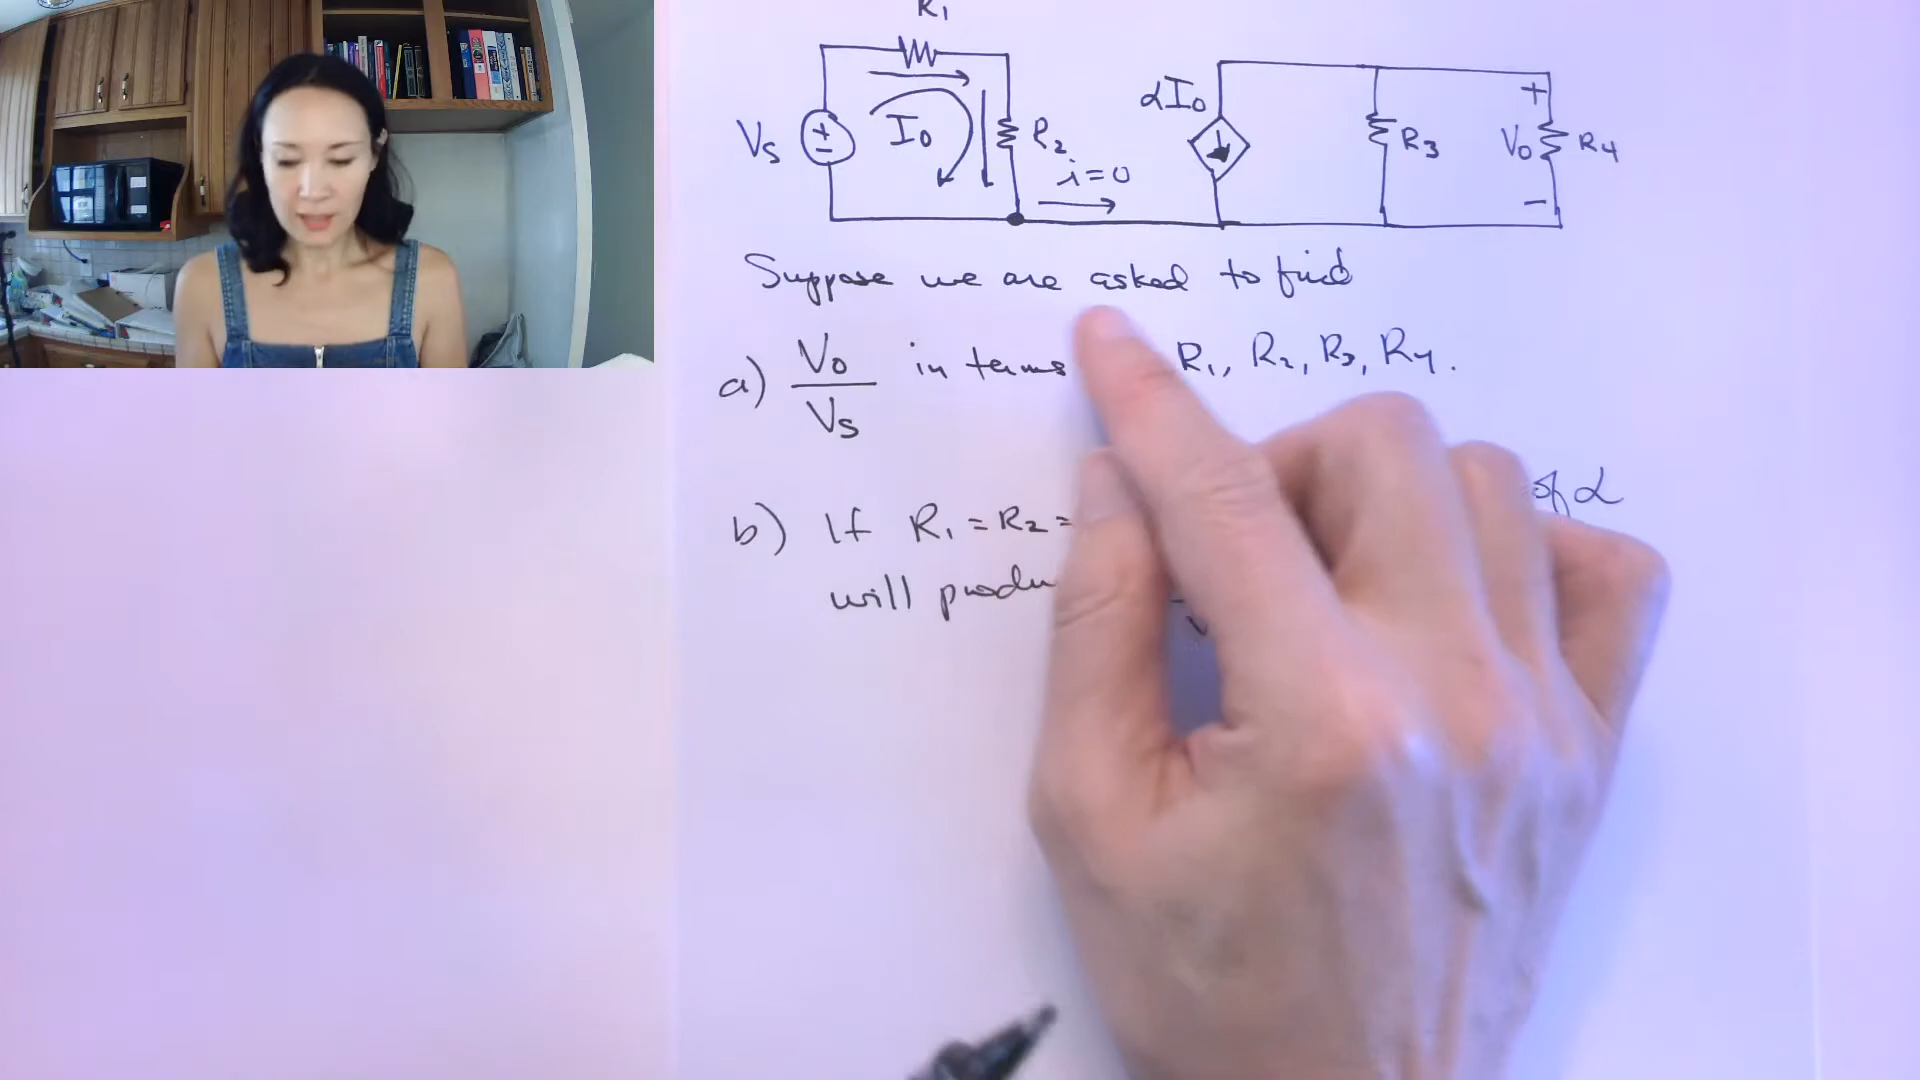 R1
Vs
+
-
I0
R2
i=0
αI0
R3
+
V0
-
R4
Suppose we are asked to find
a) V0/Vs in terms R1, R2, R3, R4.
b) If R1 = R2 = of α
will